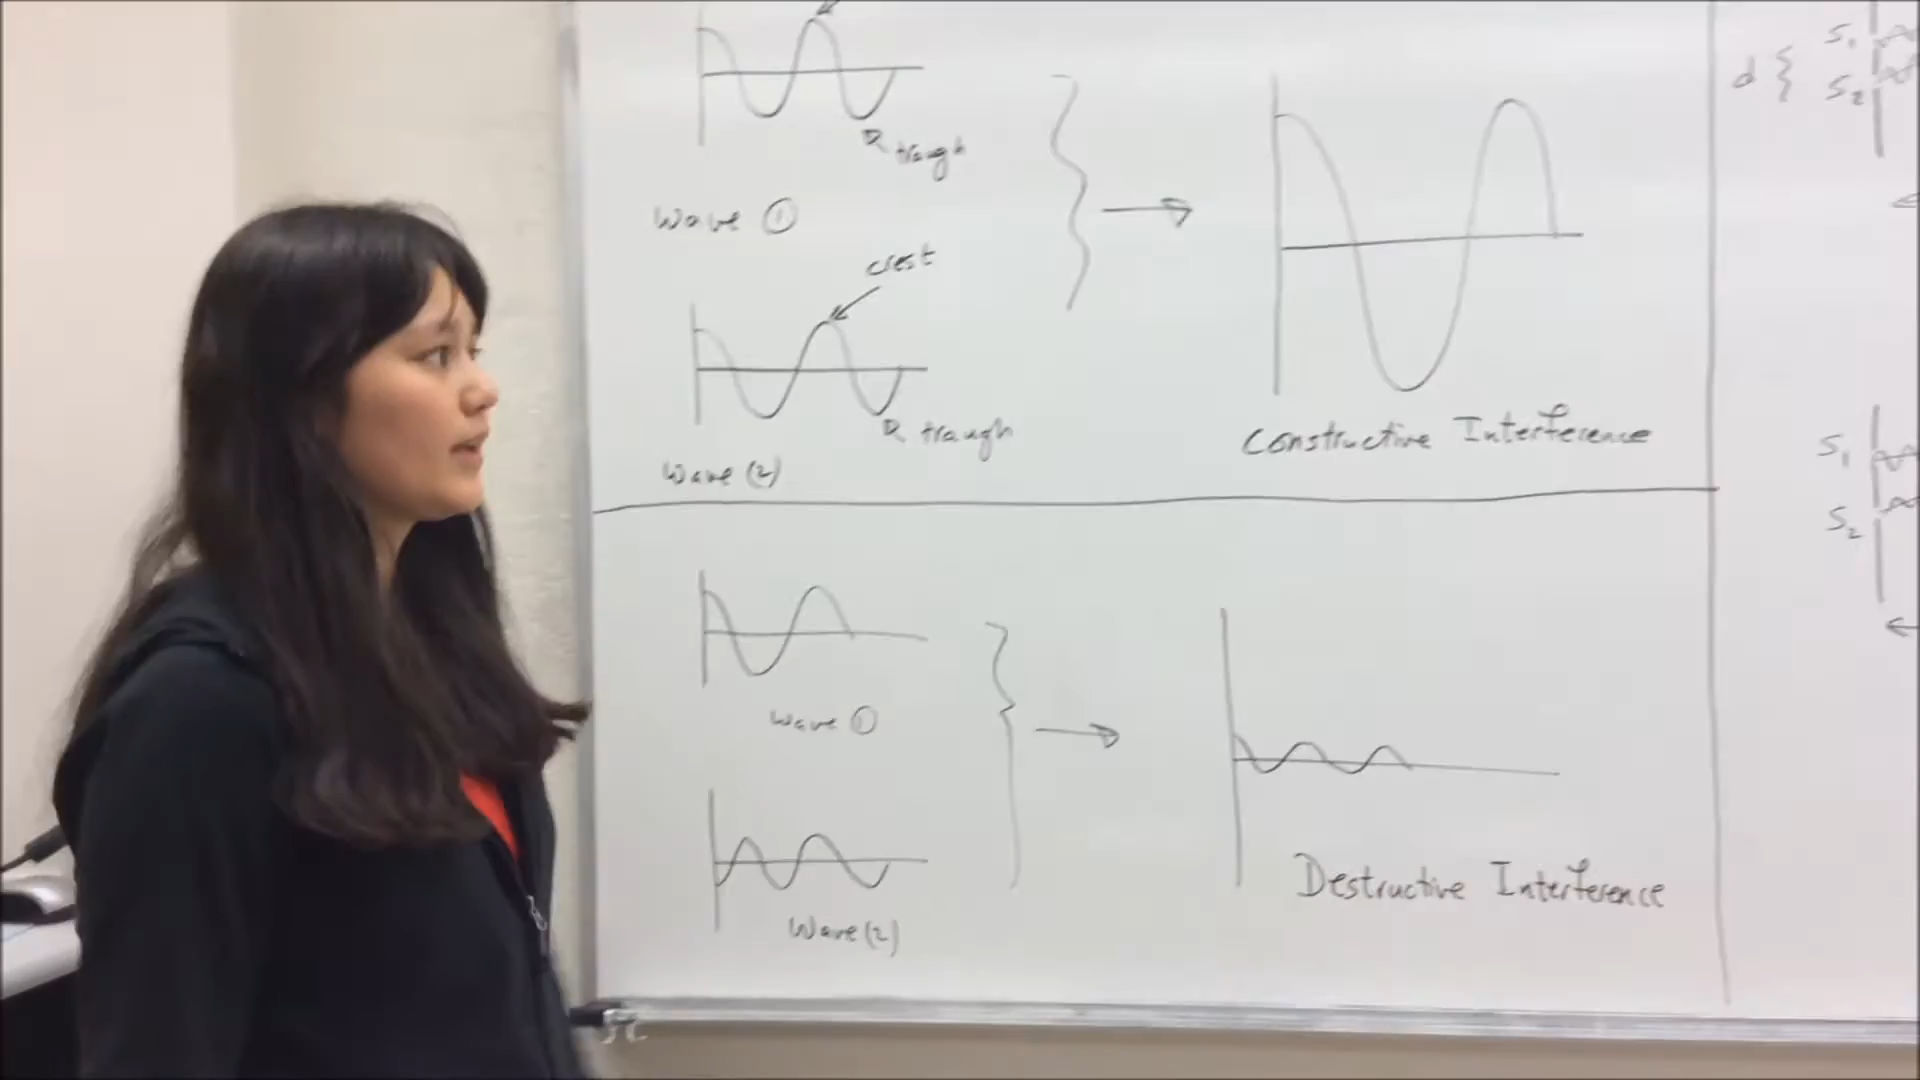 trough
Wave ①
crest
trough
Wave (2)
Constructive Interference
Wave ①
Wave (2)
Destructive Interference
d { S1
S2
S1
S2